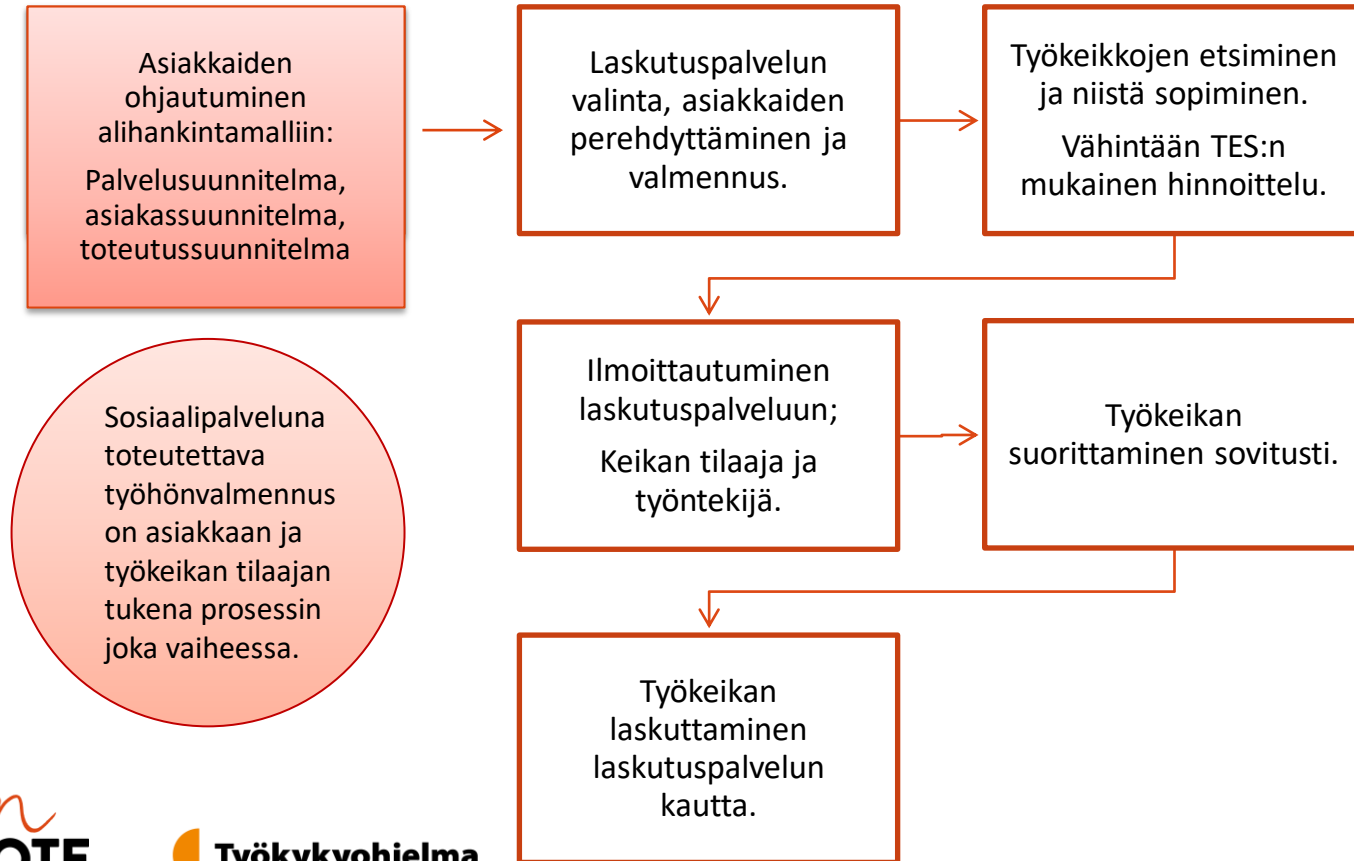 Asiakkaiden
ohjautuminen
alihankintamalliin:
Palvelusuunnitelma,
asiakassuunnitelma,
toteutussuunnitelma
Laskutuspalvelun
valinta, asiakkaiden
perehdyttäminen ja
valmennus.
Työkeikkojen etsiminen
ja niistä sopiminen.
Vähintään TES:n
mukainen hinnoittelu.
Sosiaalipalveluna
toteutettava
työhönvalmennus
on asiakkaan ja
työkeikan tilaajan
tukena prosessin
joka vaiheessa.
Ilmoittautuminen
laskutuspalveluun;
Keikan tilaaja ja
työntekijä.
Työkeikan
suorittaminen sovitusti.
Työkeikan
laskuttaminen
laskutuspalvelun
kautta.
Työkykyohjelma